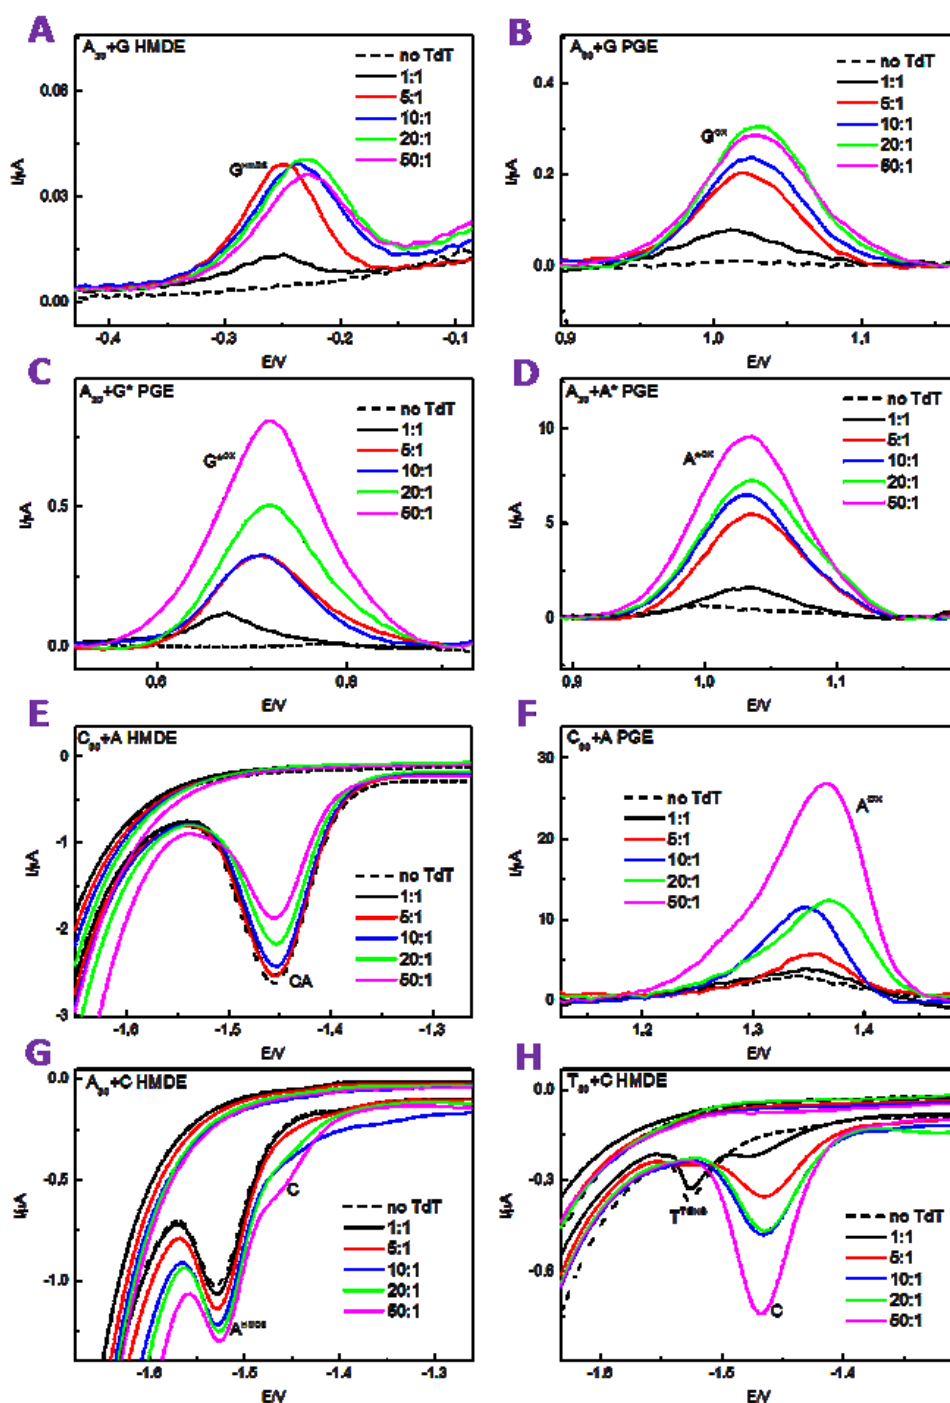 A
A₃₀+G HMDE
no TdT
1:1
5:1
10:1
20:1
50:1
G^HMDE
I/µA
0.06
0.03
0.00
-0.4
-0.3
-0.2
-0.1
E/V
B
G PGE
no TdT
1:1
5:1
10:1
20:1
50:1
G^ox
I/µA
0.4
0.2
0.0
0.9
1.0
1.1
E/V
C
A₃₀+G* PGE
no TdT
1:1
5:1
10:1
20:1
50:1
G*^ox
I/µA
0.5
0.0
0.6
0.8
E/V
D
A₃₀+A* PGE
no TdT
1:1
5:1
10:1
20:1
50:1
A*^ox
I/µA
10
5
0
0.9
1.0
1.1
E/V
E
C₃₀+A HMDE
no TdT
1:1
5:1
10:1
20:1
50:1
CA
I/µA
0
-1
-2
-3
-1.5
-1.4
-1.3
E/V
F
C₃₀+A PGE
no TdT
1:1
5:1
10:1
20:1
50:1
A^ox
I/µA
30
20
10
0
1.2
1.3
1.4
E/V
G
A₃₀+C HMDE
no TdT
1:1
5:1
10:1
20:1
50:1
C
A^HMDE
I/µA
0.0
-0.5
-1.0
-1.6
-1.5
-1.4
-1.3
E/V
H
T₃₀+C HMDE
no TdT
1:1
5:1
10:1
20:1
50:1
C
I/µA
0.0
-0.3
-0.6
-1.6
-1.5
-1.4
E/V